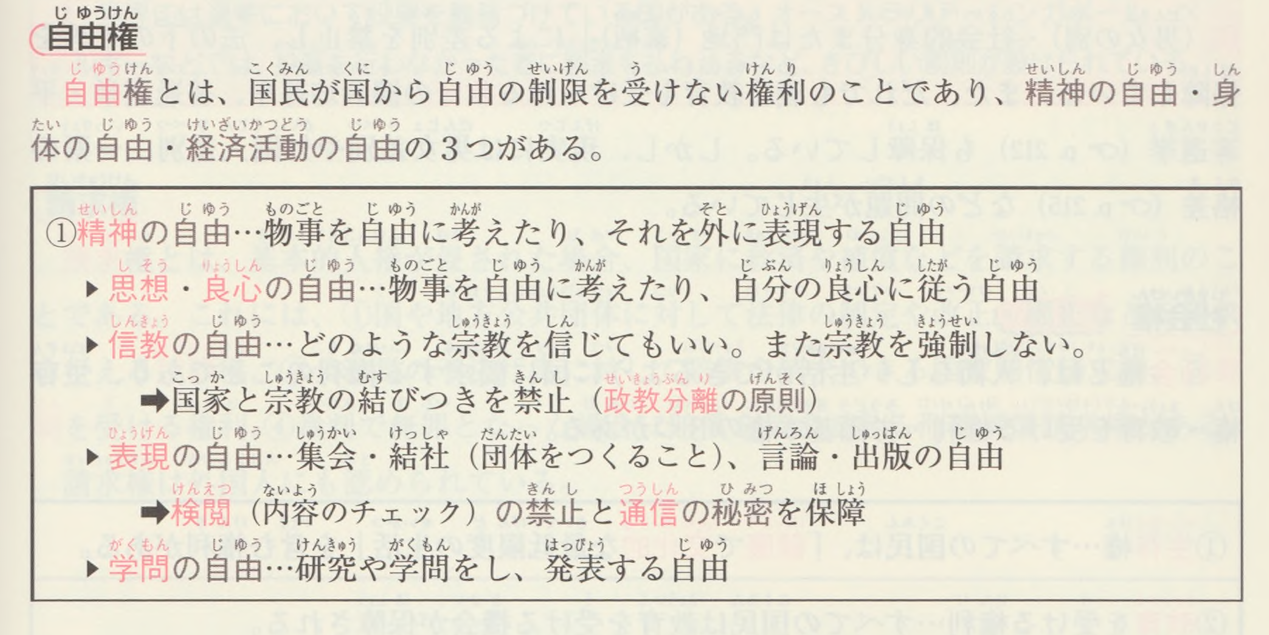 自由権
自由権とは、国民が国から自由の制限を受けない権利のことであり、精神の自由・身
体の自由・経済活動の自由の3つがある。
①精神の自由…物事を自由に考えたり、それを外に表現する自由
▶思想・良心の自由…物事を自由に考えたり、自分の良心に従う自由
▶信教の自由…どのような宗教を信じてもいい。また宗教を強制しない。
➡国家と宗教の結びつきを禁止（政教分離の原則）
▶表現の自由…集会・結社（団体をつくること）、言論・出版の自由
➡検閲（内容のチェック）の禁止と通信の秘密を保障
▶学問の自由…研究や学問をし、発表する自由